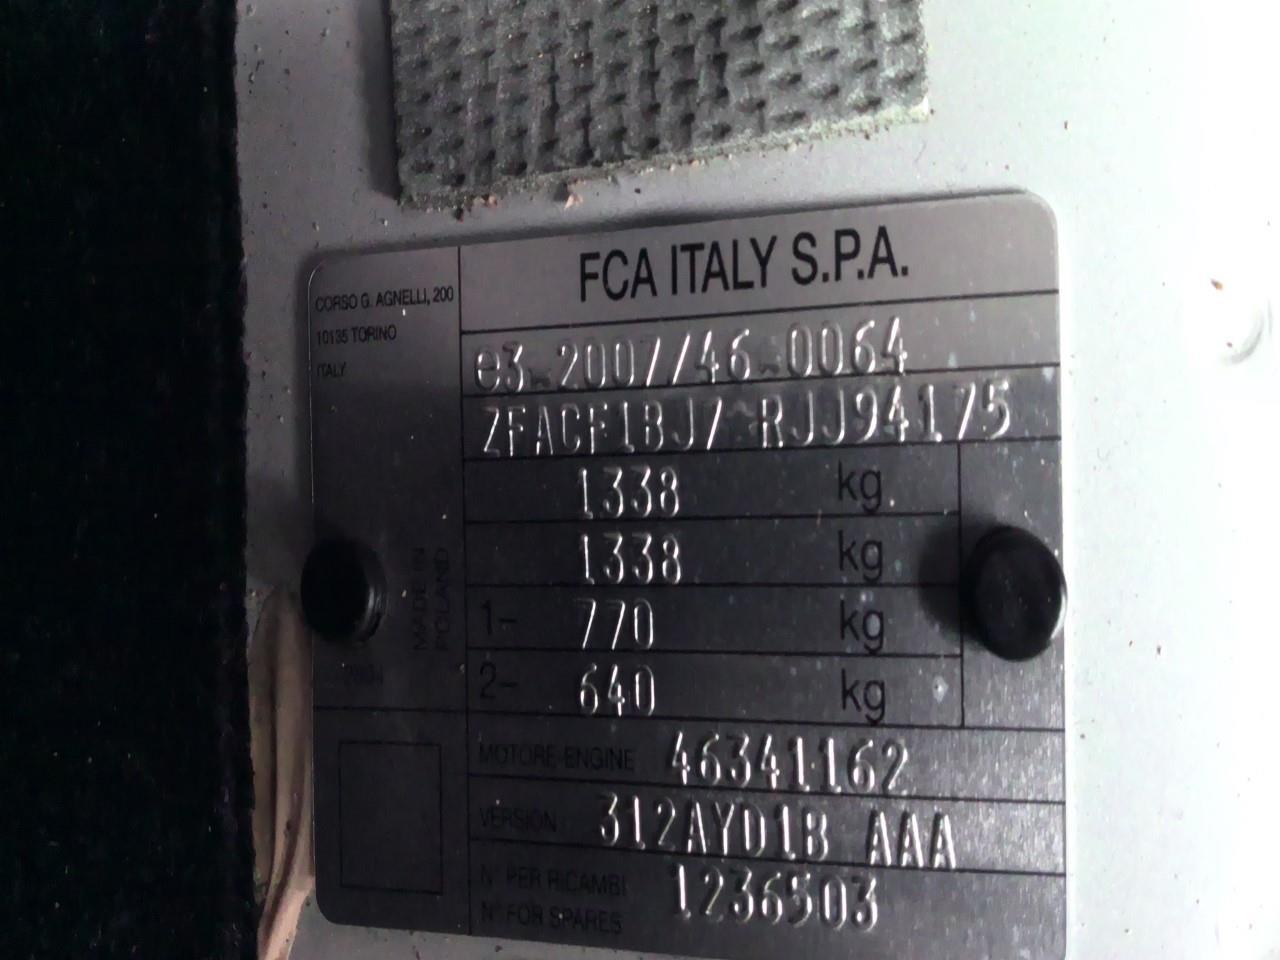 FCA ITALY S.P.A.
CORSO G. AGNELLI, 200
10135 TORINO
ITALY
e3*2007/46*0064
ZFACF1BJ7*RJJ94175
1338 kg
1338 kg
1- 770 kg
2- 640 kg
MADE IN
POLAND
MOTORE-ENGINE 46341162
VERSION 312AYD1B AAA
N° PER RICAMBI
N° FOR SPARES 1236503